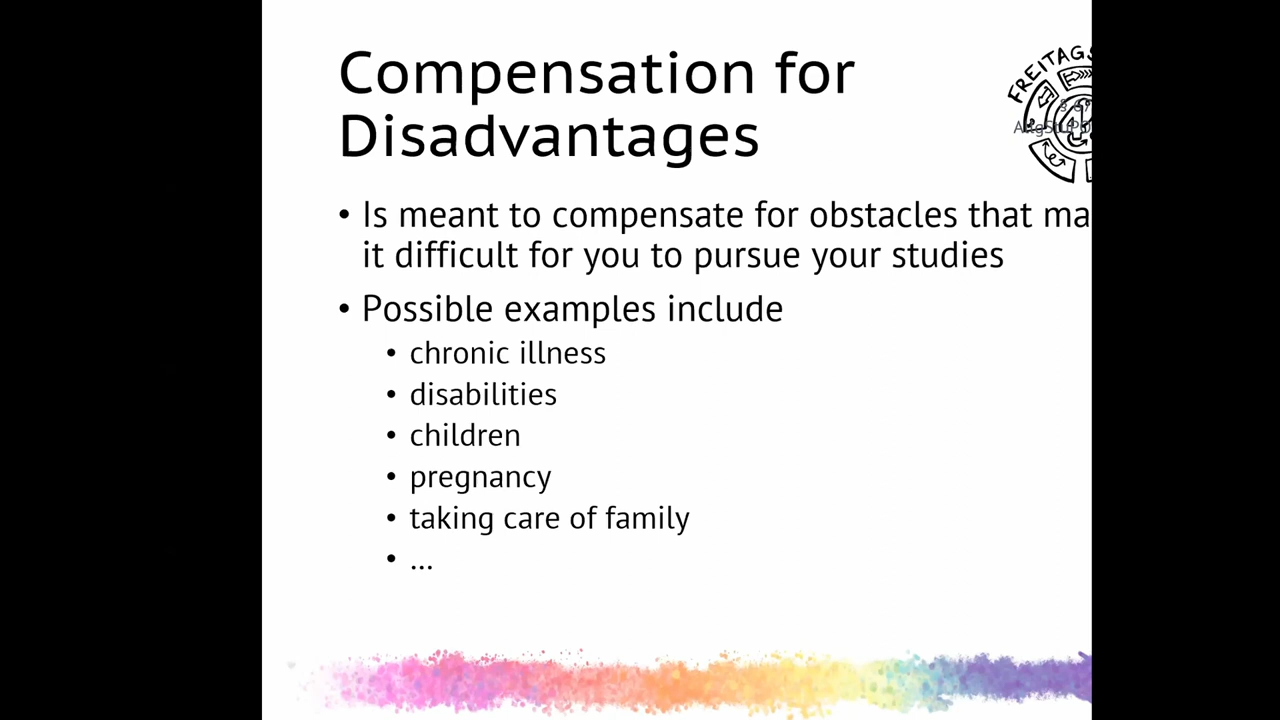 Compensation for
Disadvantages
FREITAGS
• Is meant to compensate for obstacles that ma
it difficult for you to pursue your studies
• Possible examples include
• chronic illness
• disabilities
• children
• pregnancy
• taking care of family
• ...